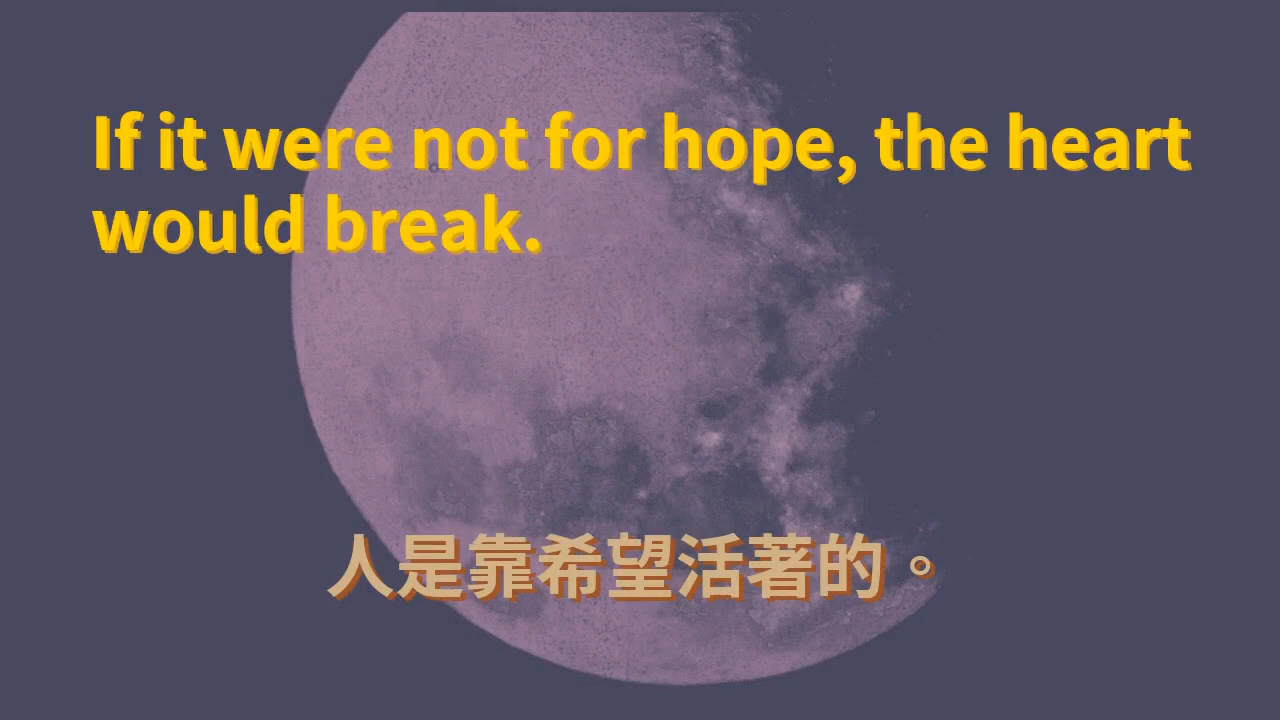 If it were not for hope, the heart
would break.
人是靠希望活著的。